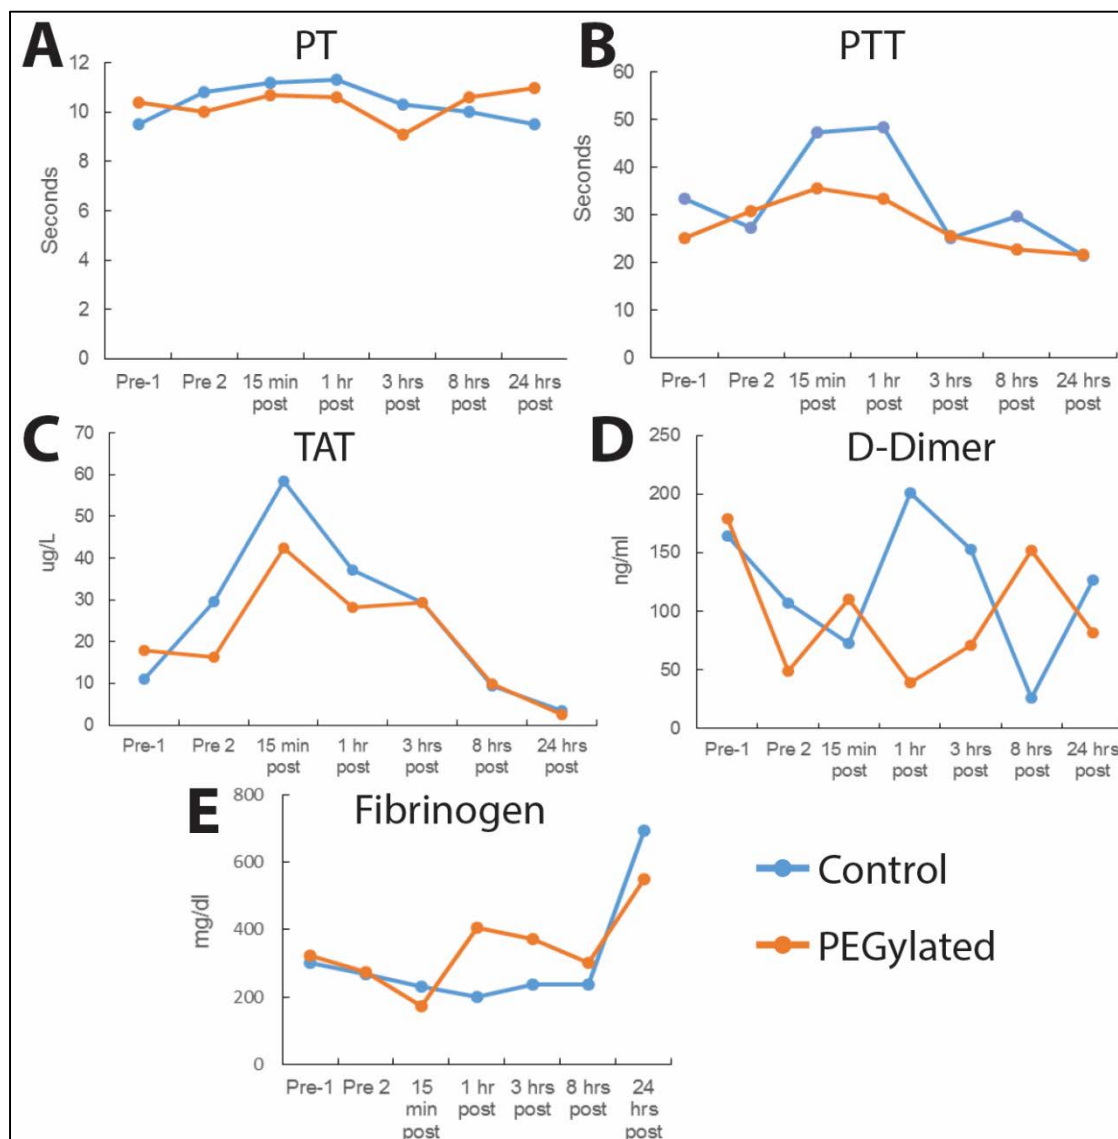 A
PT
12
10
8
6
4
2
0
Seconds
Pre-1 Pre 2 15 min 1 hr 3 hrs 8 hrs 24 hrs
post post post post post
B
PTT
60
50
40
30
20
10
0
Seconds
Pre-1 Pre 2 15 min 1 hr 3 hrs 8 hrs 24 hrs
post post post post post
C
TAT
70
60
50
40
30
20
10
0
ug/L
Pre-1 Pre 2 15 min 1 hr 3 hrs 8 hrs 24 hrs
post post post post post
D
D-Dimer
250
200
150
100
50
0
ng/ml
Pre-1 Pre 2 15 min 1 hr 3 hrs 8 hrs 24 hrs
post post post post post
E
Fibrinogen
800
600
400
200
0
mg/dl
Pre-1 Pre 2 15 1 hr 3 hrs 8 hrs 24
min post post post hrs
post post
Control
PEGylated